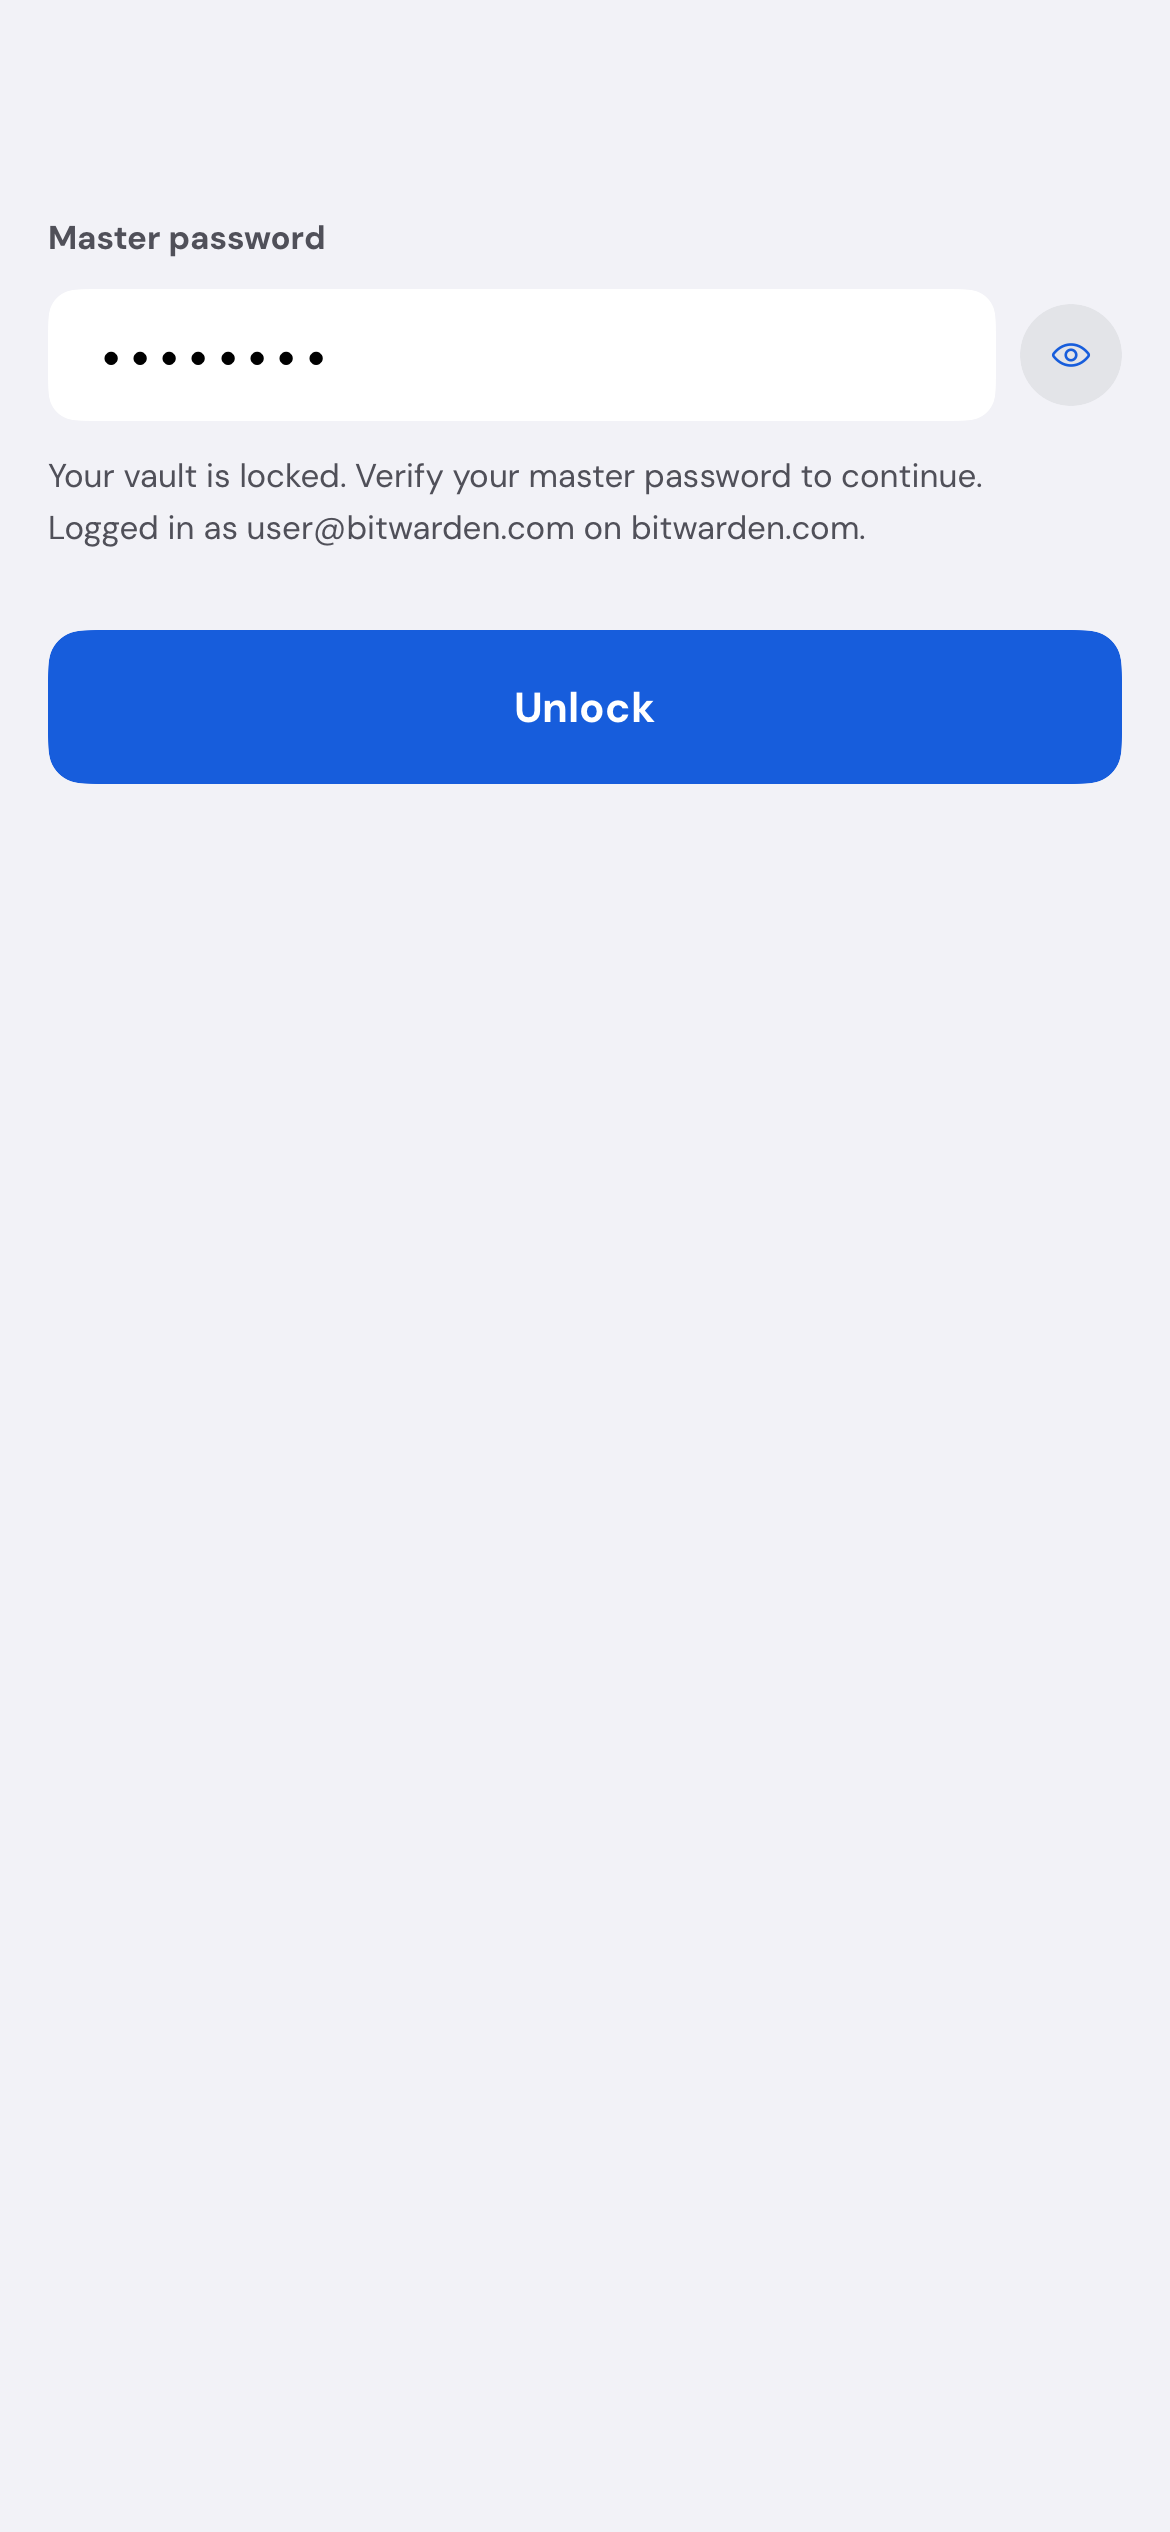 Master password
••••••••
Your vault is locked. Verify your master password to continue.
Logged in as user@bitwarden.com on bitwarden.com.
Unlock